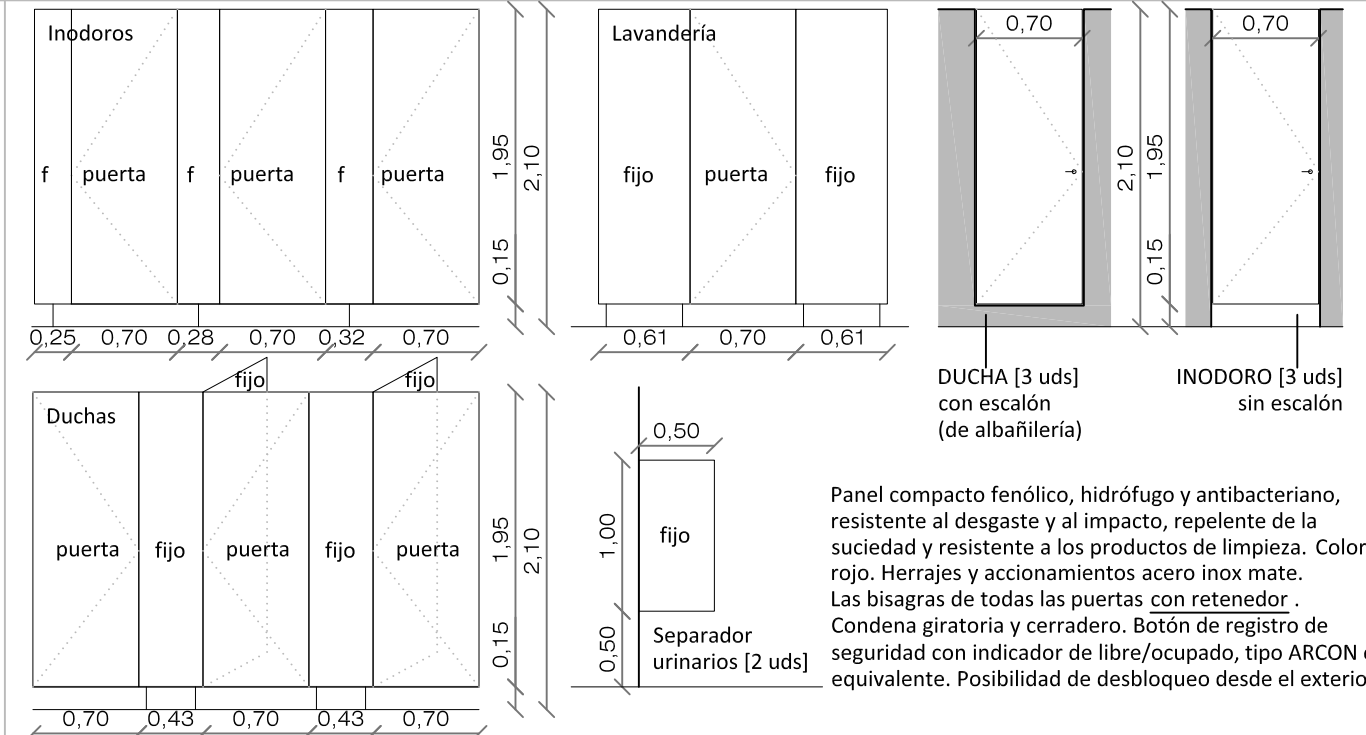 Inodoros
f
puerta
f
puerta
f
puerta
1,95
0,15
2,10
0,25
0,70
0,28
0,70
0,32
0,70
Lavandería
fijo
puerta
fijo
0,61
0,70
0,61
0,70
2,10
1,95
0,15
0,70
DUCHA [3 uds]
con escalón
(de albañilería)
INODORO [3 uds]
sin escalón
fijo
fijo
Duchas
puerta
fijo
puerta
fijo
puerta
1,95
0,15
2,10
0,70
0,43
0,70
0,43
0,70
0,50
1,00
0,50
fijo
Separador
urinarios [2 uds]
Panel compacto fenólico, hidrófugo y antibacteriano,
resistente al desgaste y al impacto, repelente de la
suciedad y resistente a los productos de limpieza. Color
rojo. Herrajes y accionamientos acero inox mate.
Las bisagras de todas las puertas con retenedor .
Condena giratoria y cerradero. Botón de registro de
seguridad con indicador de libre/ocupado, tipo ARCON
equivalente. Posibilidad de desbloqueo desde el exterio